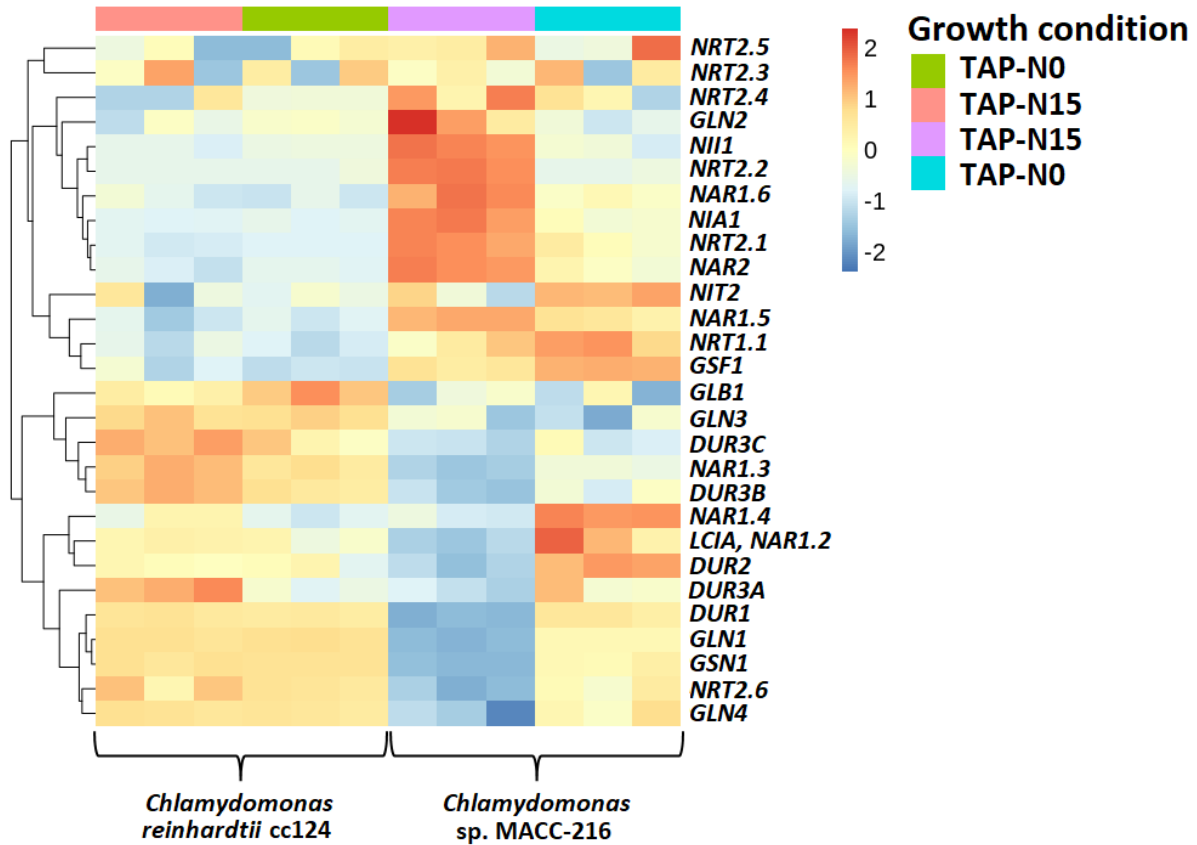 Growth condition
TAP-N0
TAP-N15
TAP-N15
TAP-N0
2
1
0
-1
-2
NRT2.5
NRT2.3
NRT2.4
GLN2
NII1
NRT2.2
NAR1.6
NIA1
NRT2.1
NAR2
NIT2
NAR1.5
NRT1.1
GSF1
GLB1
GLN3
DUR3C
NAR1.3
DUR3B
NAR1.4
LCIA, NAR1.2
DUR2
DUR3A
DUR1
GLN1
GSN1
NRT2.6
GLN4
Chlamydomonas
reinhardtii cc124
Chlamydomonas
sp. MACC-216